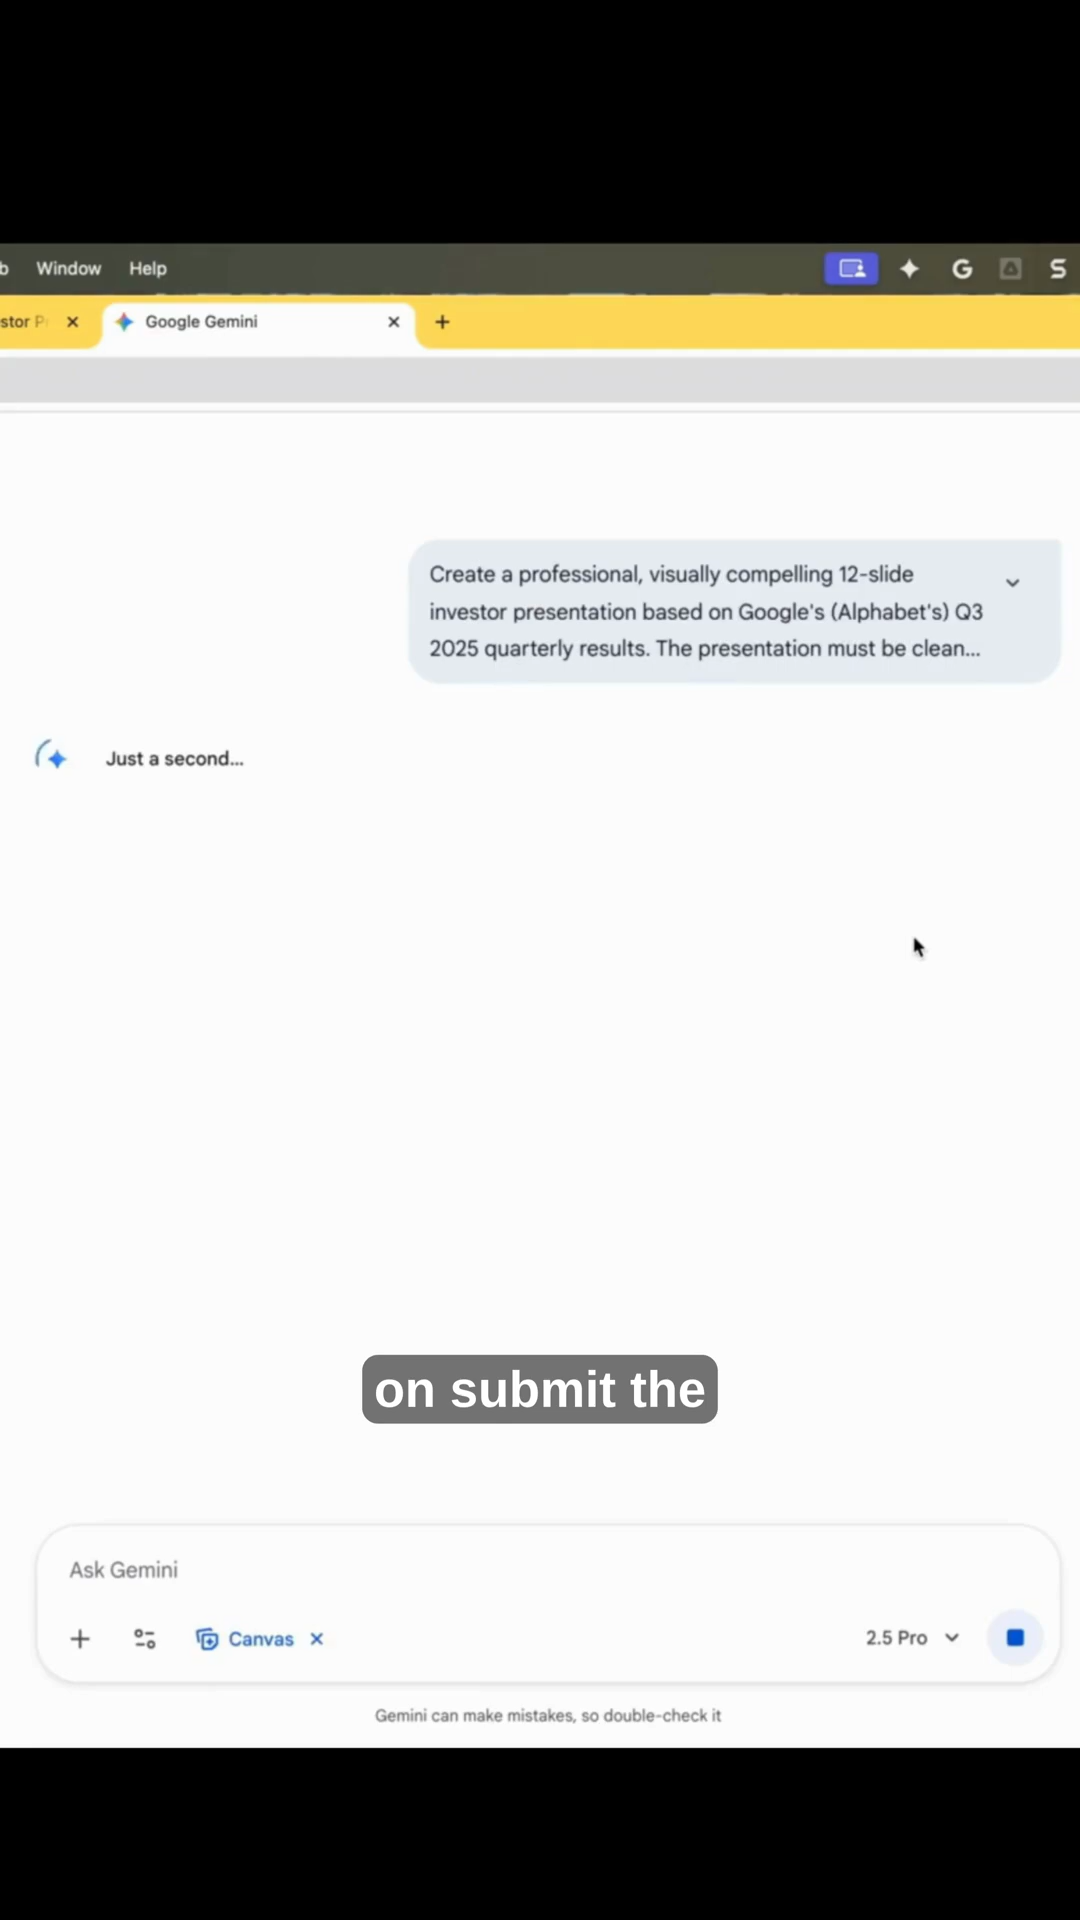 Window Help
Google Gemini
Create a professional, visually compelling 12-slide
investor presentation based on Google's (Alphabet's) Q3
2025 quarterly results. The presentation must be clean...
Just a second...
on submit the
Ask Gemini
Canvas
2.5 Pro
Gemini can make mistakes, so double-check it